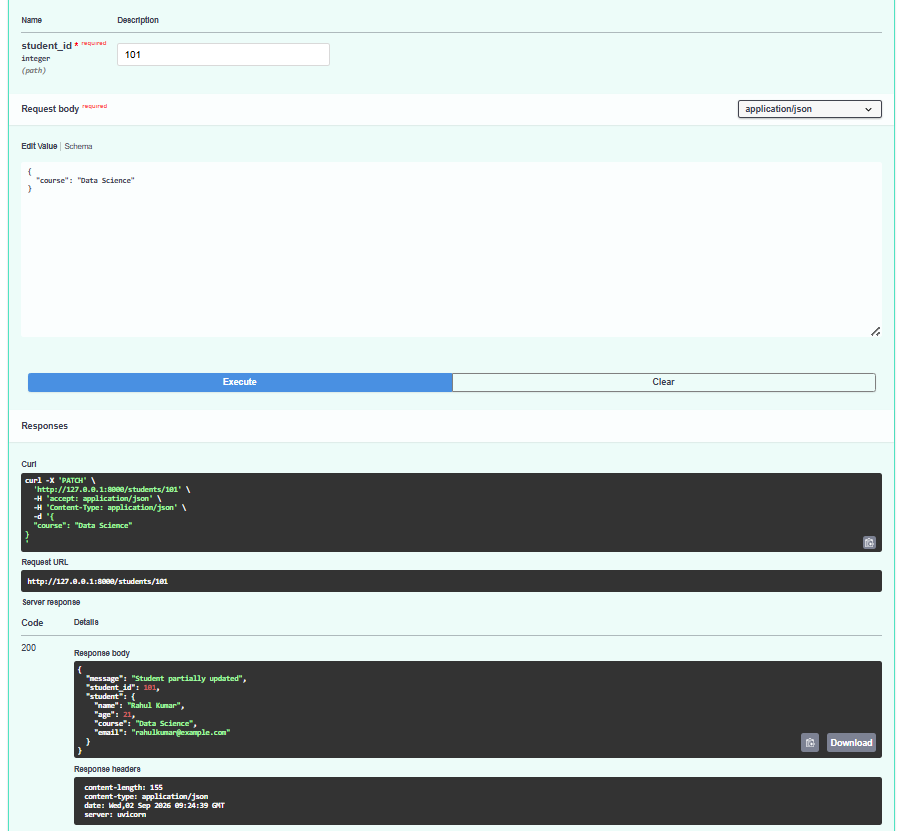 Name Description
student_id * required
integer
(path)
101
Request body required
application/json
Edit Value | Schema
{
  "course": "Data Science"
}
Execute
Clear
Responses
Curl
curl -X 'PATCH' \
  'http://127.0.0.1:8000/students/101' \
  -H 'accept: application/json' \
  -H 'Content-Type: application/json' \
  -d '{
  "course": "Data Science"
}
'
Request URL
http://127.0.0.1:8000/students/101
Server response
Code Details
200
Response body
{
  "message": "Student partially updated",
  "student_id": 101,
  "student": {
    "name": "Rahul Kumar",
    "age": 21,
    "course": "Data Science",
    "email": "rahulkumar@example.com"
  }
}
Download
Response headers
content-length: 155
content-type: application/json
date: Wed,02 Sep 2026 09:24:39 GMT
server: uvicorn